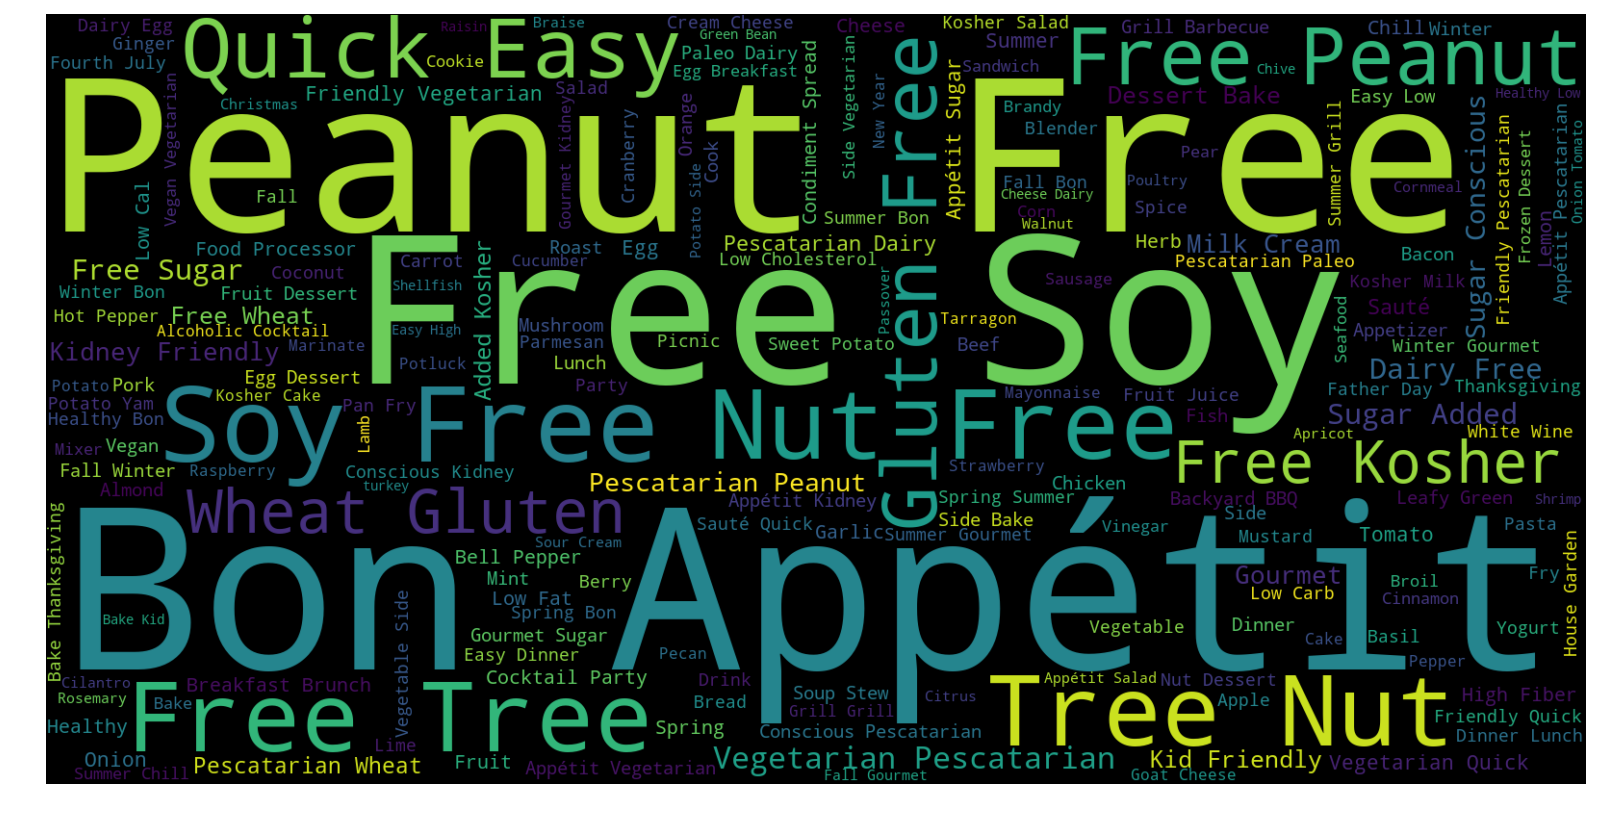 Dairy Egg
Quick Easy
Raisin
Braise
Cream Cheese
Cheese
Kosher Salad
Grill Barbecue
Chill
Winter
Ginger
Green Bean
Summer
Free Peanut
Fourth July
Cookie
Paleo Dairy
Egg Breakfast
Sandwich
Chive
Peanut Free
Christmas
Friendly Vegetarian
Salad
Dessert Bake
Easy Low
Healthy Low
Vegan Vegetarian
Gourmet Kidney
Cranberry
Orange
Cook
Potato Side
Condiment Spread
Side Vegetarian
New Year
Gluten Free
Appétit Sugar
Brandy
Blender
Pear
Summer Grill
Sugar Conscious
Friendly Pescatarian
Frozen Dessert
Appétit Pescatarian
Onion Tomato
Lemon
Low Cal
Fall
Fall Bon
Cheese Dairy
Poultry
Cornmeal
Corn
Spice
Walnut
Summer Bon
Food Processor
Roast
Egg
Pescatarian Dairy
Herb
Milk Cream
Bacon
Low Cholesterol
Pescatarian Paleo
Free Sugar
Coconut
Carrot
Cucumber
Free Soy
Sausage
Kosher Milk
Winter Bon
Fruit Dessert
Shellfish
Added Kosher
Passover
Sauté
Hot Pepper
Free Wheat
Mushroom
Tarragon
Seafood
Appetizer
Alcoholic Cocktail
Easy High
Parmesan
Picnic
Sweet Potato
Beef
Winter Gourmet
Kidney Friendly
Marinate
Potluck
Lunch
Dairy Free
Potato
Pork
Egg Dessert
Party
Mayonnaise
Fruit Juice
Father Day
Thanksgiving
Potato Yam
Kosher Cake
Pan Fry
Soy Free
Nut Free
Fish
Sugar Added
Healthy Bon
Lamb
Apricot
White Wine
Mixer
Vegan
Fall Winter
Raspberry
Conscious Kidney
Strawberry
Free Kosher
Almond
turkey
Pescatarian Peanut
Chicken
Wheat Gluten
Appétit Kidney
Spring Summer
Backyard BBQ
Leafy Green
Shrimp
Bake Thanksgiving
Sauté Quick
Garlic
Side Bake
Summer Gourmet
Vinegar
Side
Mustard
Tomato
Pasta
Bon Appétit
Sour Cream
Bell Pepper
Mint
Berry
Gourmet
Broil
Fry
House Garden
Low Fat
Low Carb
Cinnamon
Vegetable Side
Spring Bon
Bake Kid
Gourmet Sugar
Vegetable
Dinner
Cake
Basil
Yogurt
Easy Dinner
Pecan
Pepper
Cilantro
Breakfast Brunch
Cocktail Party
Drink
Appétit Salad
Nut Dessert
Rosemary
Bake
Free Tree
Soup Stew
Citrus
Tree Nut
Apple
High Fiber
Bread
Grill Grill
Healthy
Spring
Conscious Pescatarian
Friendly Quick
Dinner Lunch
Lime
Onion
Pescatarian Wheat
Fruit
Vegetarian Pescatarian
Kid Friendly
Vegetarian Quick
Summer Chill
Appétit Vegetarian
Fall Gourmet
Goat Cheese